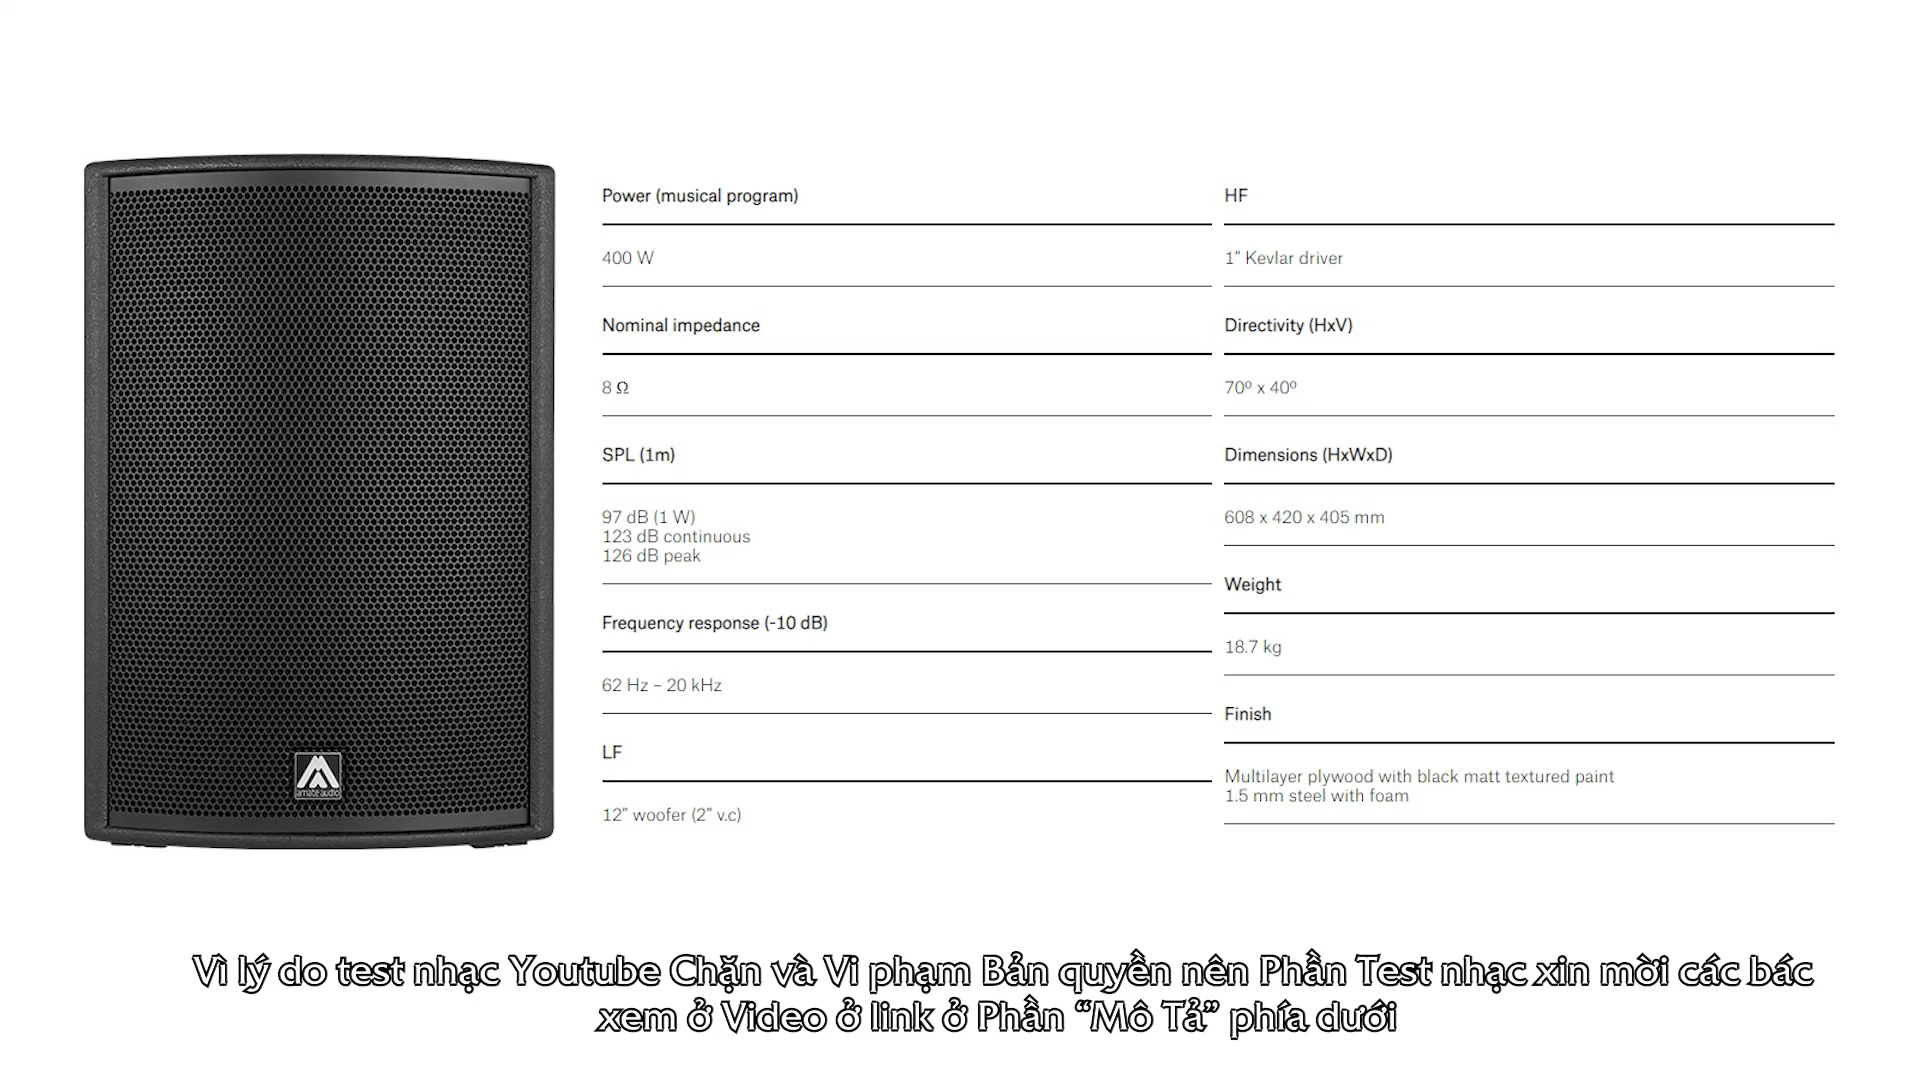 Power (musical program)
400 W
Nominal impedance
8 Ω
SPL (1m)
97 dB (1 W)
123 dB continuous
126 dB peak
Frequency response (-10 dB)
62 Hz – 20 kHz
LF
12” woofer (2” v.c)
HF
1” Kevlar driver
Directivity (HxV)
70º x 40º
Dimensions (HxWxD)
608 x 420 x 405 mm
Weight
18.7 kg
Finish
Multilayer plywood with black matt textured paint
1.5 mm steel with foam
amate audio
Vì lý do test nhạc Youtube Chặn và Vi phạm Bản quyền nên Phần Test nhạc xin mời các bác
xem ở Video ở link ở Phần “Mô Tả” phía dưới